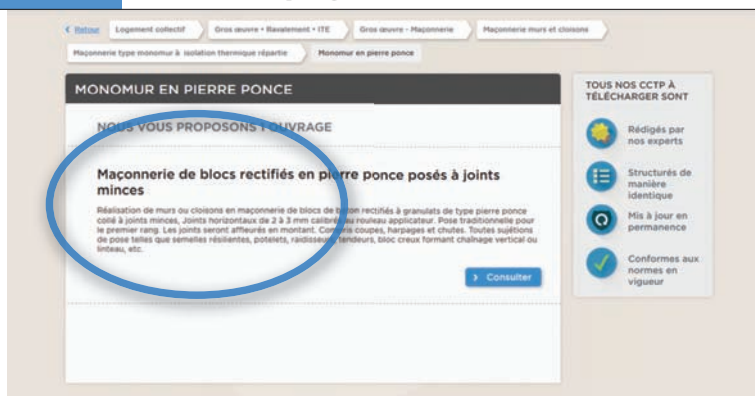 Retour Logement collectif Gros œuvre • Ravalement • ITE Gros œuvre - Maçonnerie Maçonnerie murs et cloisons
Maçonnerie type monomur à isolation thermique répartie Monomur en pierre ponce
MONOMUR EN PIERRE PONCE
NOUS VOUS PROPOSONS 1 OUVRAGE
Maçonnerie de blocs rectifiés en pierre ponce posés à joints
minces
Réalisation de murs ou cloisons en maçonnerie de blocs de béton rectifiés à granulats de type pierre ponce
collé à joints minces, Joints horizontaux de 2 à 3 mm calibrés au rouleau applicateur. Pose traditionnelle pour
le premier rang. Les joints seront affleurés en montant. Compris coupes, harpages et chutes. Toutes sujétions
de pose telles que semelles résilientes, potelets, raidisseurs, tendeurs, bloc creux formant chaînage vertical ou
linteau, etc.
> Consulter
TOUS NOS CCTP À
TÉLÉCHARGER SONT
Rédigés par
nos experts
Structurés de
manière
identique
Mis à jour en
permanence
Conformes aux
normes en
vigueur